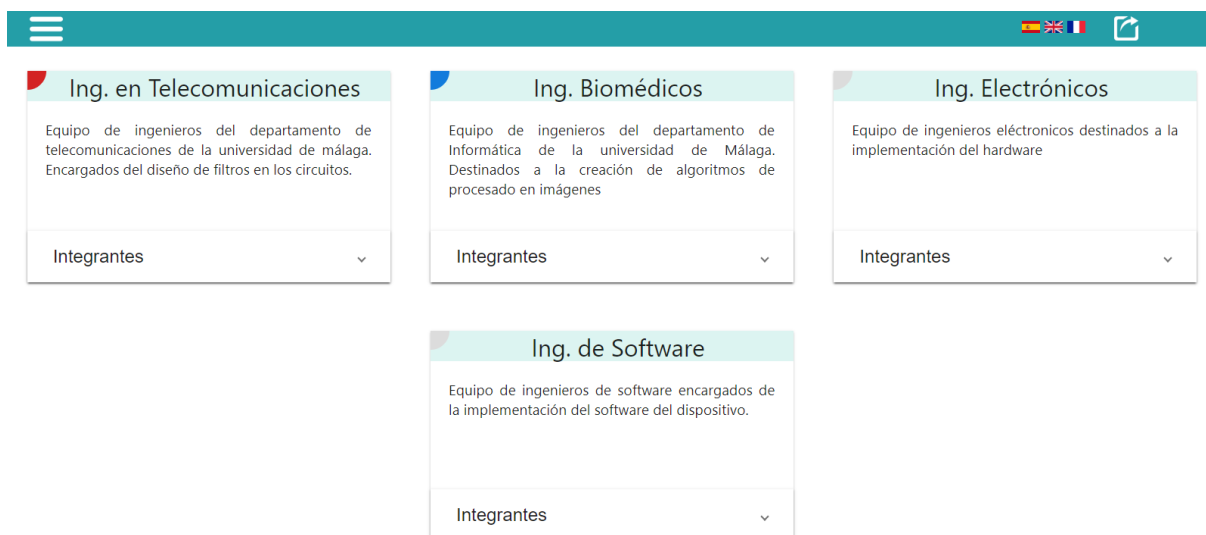 Ing. en Telecomunicaciones
Equipo de ingenieros del departamento de
telecomunicaciones de la universidad de málaga.
Encargados del diseño de filtros en los circuitos.
Integrantes
Ing. Biomédicos
Equipo de ingenieros del departamento de
Informática de la universidad de Málaga.
Destinados a la creación de algoritmos de
procesado en imágenes
Integrantes
Ing. Electrónicos
Equipo de ingenieros eléctronicos destinados a la
implementación del hardware
Integrantes
Ing. de Software
Equipo de ingenieros de software encargados de
la implementación del software del dispositivo.
Integrantes